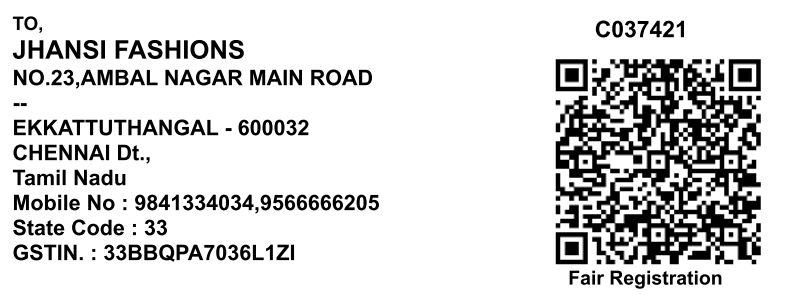 TO,
JHANSI FASHIONS
NO.23,AMBAL NAGAR MAIN ROAD
--
EKKATTUTHANGAL - 600032
CHENNAI Dt.,
Tamil Nadu
Mobile No : 9841334034,9566666205
State Code : 33
GSTIN. : 33BBQPA7036L1ZI
C037421
Fair Registration